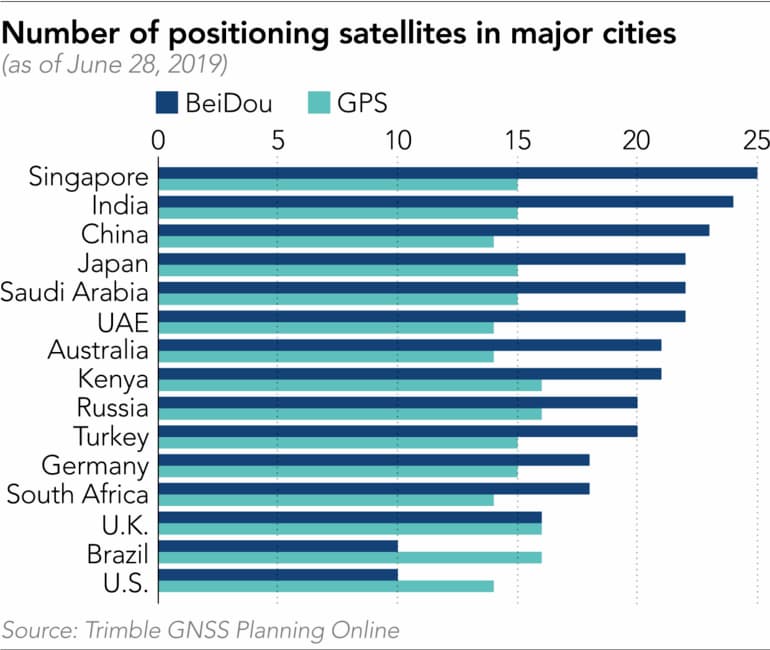 Number of positioning satellites in major cities
(as of June 28, 2019)
BeiDou GPS
0 5 10 15 20 25
Singapore
India
China
Japan
Saudi Arabia
UAE
Australia
Kenya
Russia
Turkey
Germany
South Africa
U.K.
Brazil
U.S.
Source: Trimble GNSS Planning Online